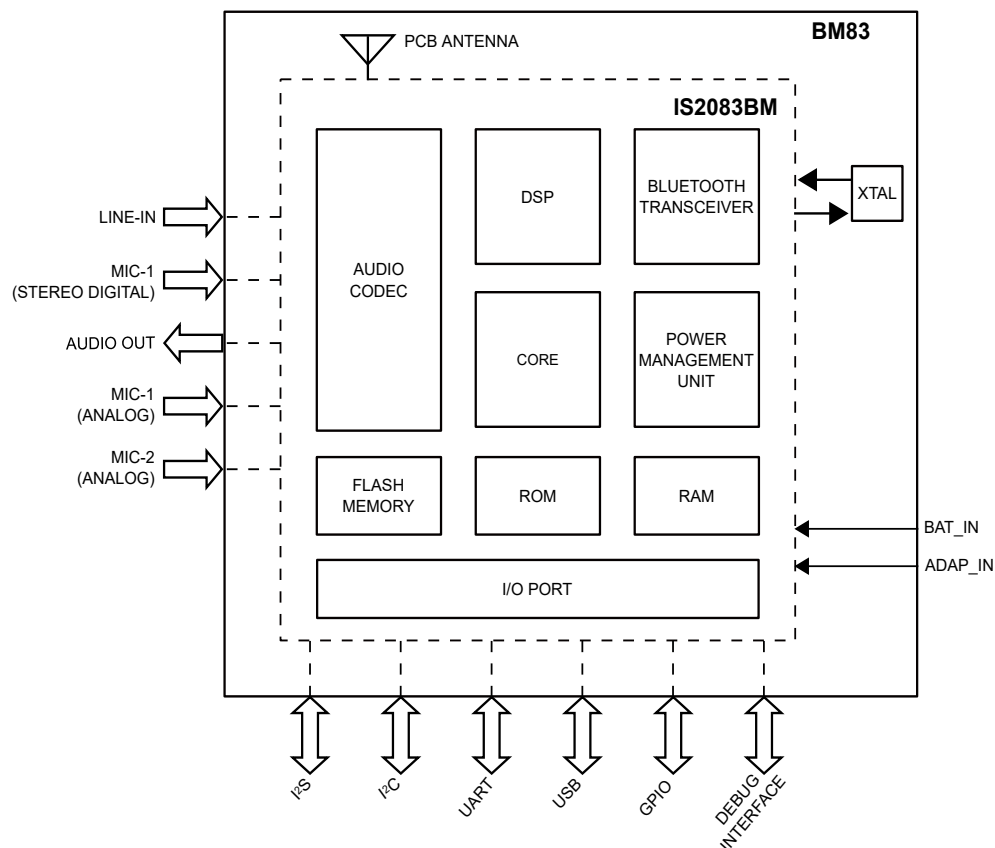 BM83
PCB ANTENNA
IS2083BM
AUDIO
CODEC
DSP
BLUETOOTH
TRANSCEIVER
XTAL
LINE-IN
MIC-1
(STEREO DIGITAL)
AUDIO OUT
MIC-1
(ANALOG)
MIC-2
(ANALOG)
CORE
POWER
MANAGEMENT
UNIT
FLASH
MEMORY
ROM
RAM
BAT_IN
ADAP_IN
I/O PORT
I²S
I²C
UART
USB
GPIO
DEBUG
INTERFACE